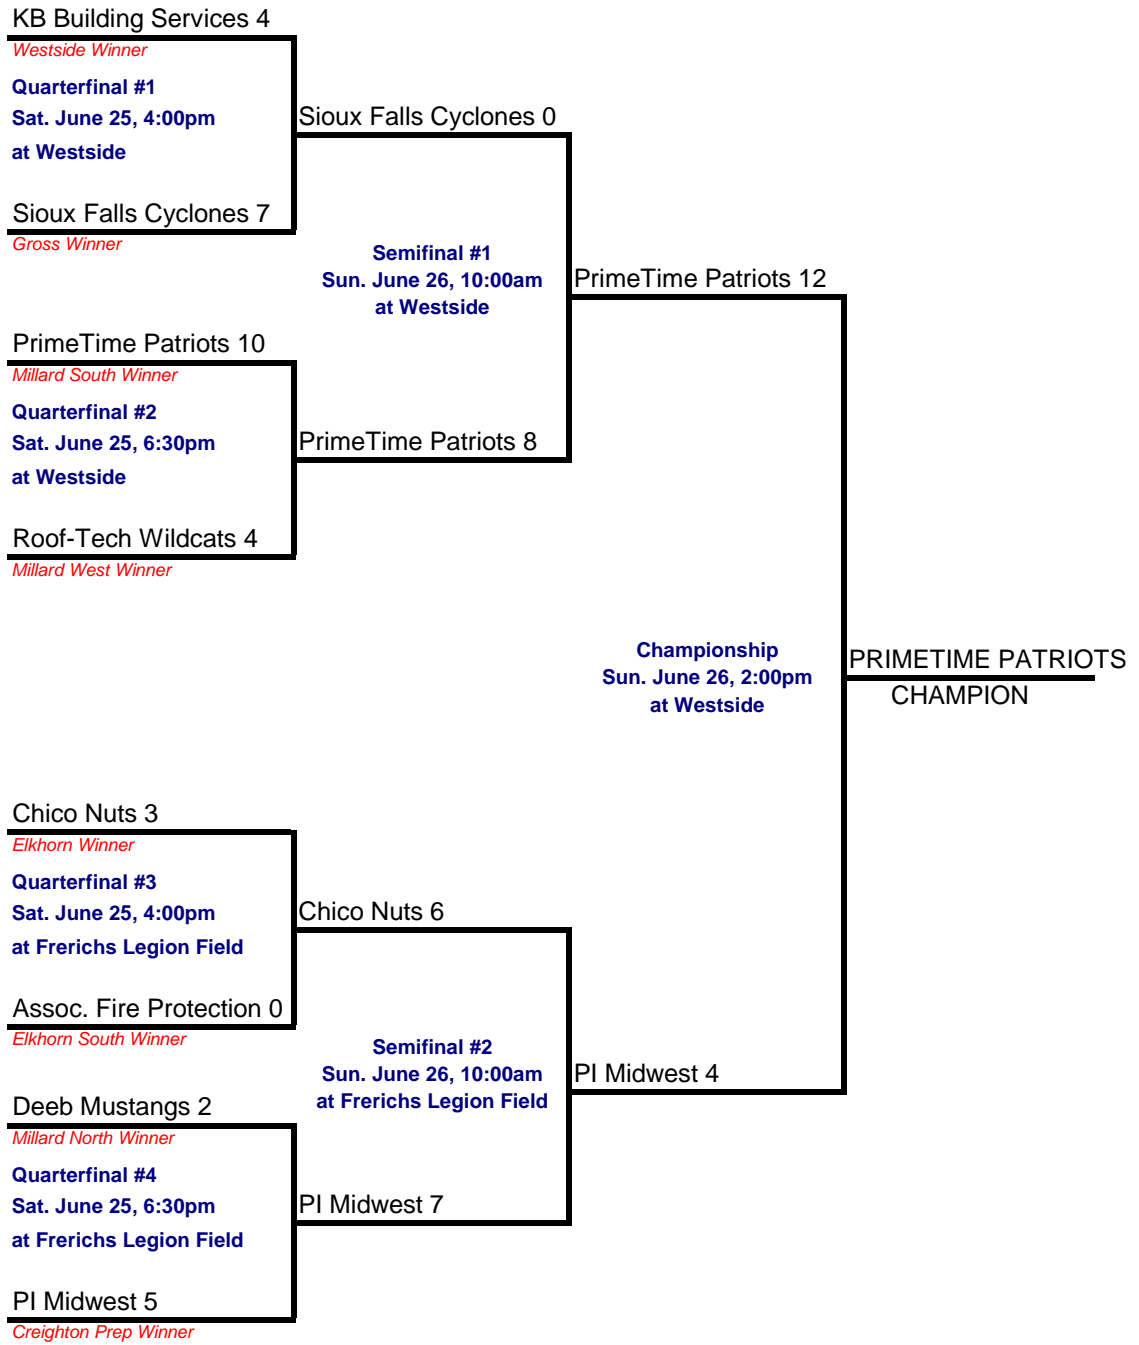 KB Building Services 4
Westside Winner
Quarterfinal #1
Sat. June 25, 4:00pm
at Westside
Sioux Falls Cyclones 7
Gross Winner
Sioux Falls Cyclones 0
Semifinal #1
Sun. June 26, 10:00am
at Westside
PrimeTime Patriots 12
PrimeTime Patriots 10
Millard South Winner
Quarterfinal #2
Sat. June 25, 6:30pm
at Westside
Roof-Tech Wildcats 4
Millard West Winner
PrimeTime Patriots 8
Championship
Sun. June 26, 2:00pm
at Westside
PRIMETIME PATRIOTS
CHAMPION
Chico Nuts 3
Elkhorn Winner
Quarterfinal #3
Sat. June 25, 4:00pm
at Frerichs Legion Field
Assoc. Fire Protection 0
Elkhorn South Winner
Chico Nuts 6
Semifinal #2
Sun. June 26, 10:00am
at Frerichs Legion Field
PI Midwest 4
Deeb Mustangs 2
Millard North Winner
Quarterfinal #4
Sat. June 25, 6:30pm
at Frerichs Legion Field
PI Midwest 5
Creighton Prep Winner
PI Midwest 7